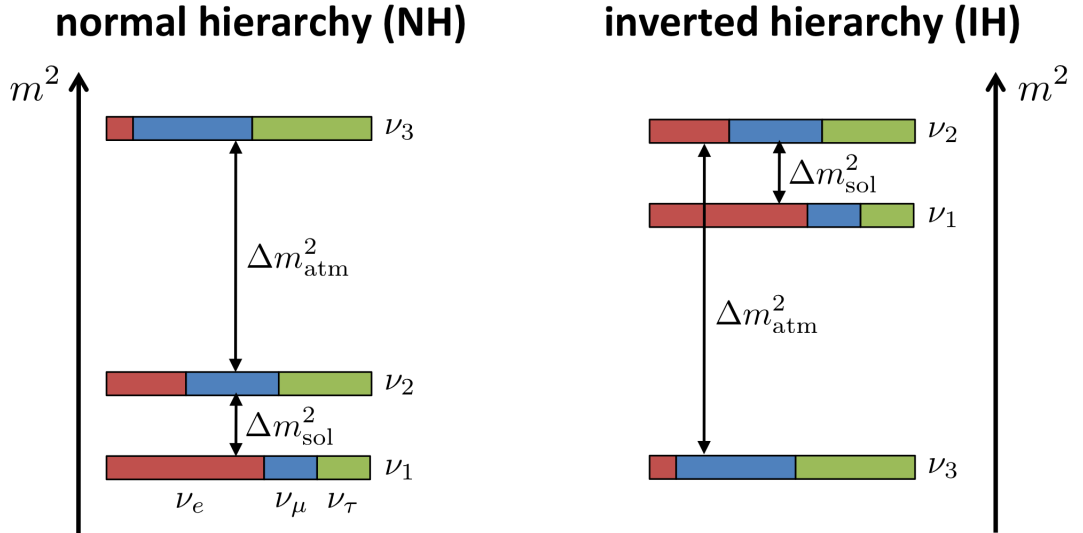 normal hierarchy (NH)
inverted hierarchy (IH)
m²
ν₃
Δm²atm
ν₂
Δm²sol
ν₁
νe νμ ντ
m²
ν₂
Δm²sol
ν₁
Δm²atm
ν₃